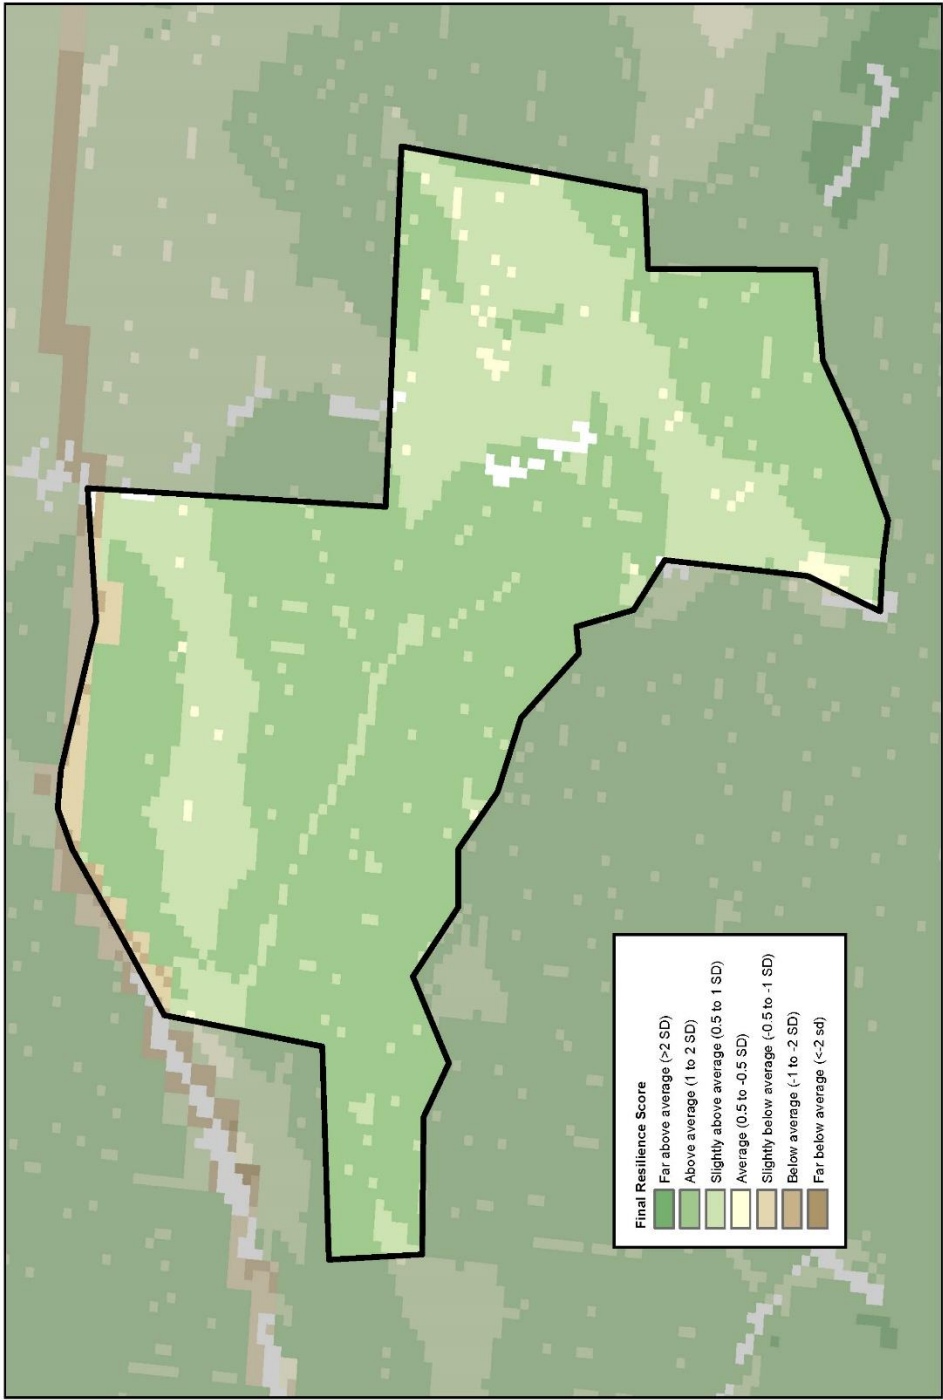 Final Resilience Score
Far above average (>2 SD)
Above average (1 to 2 SD)
Slightly above average (0.5 to 1 SD)
Average (0.5 to -0.5 SD)
Slightly below average (-0.5 to -1 SD)
Below average (-1 to -2 SD)
Far below average (<-2 sd)